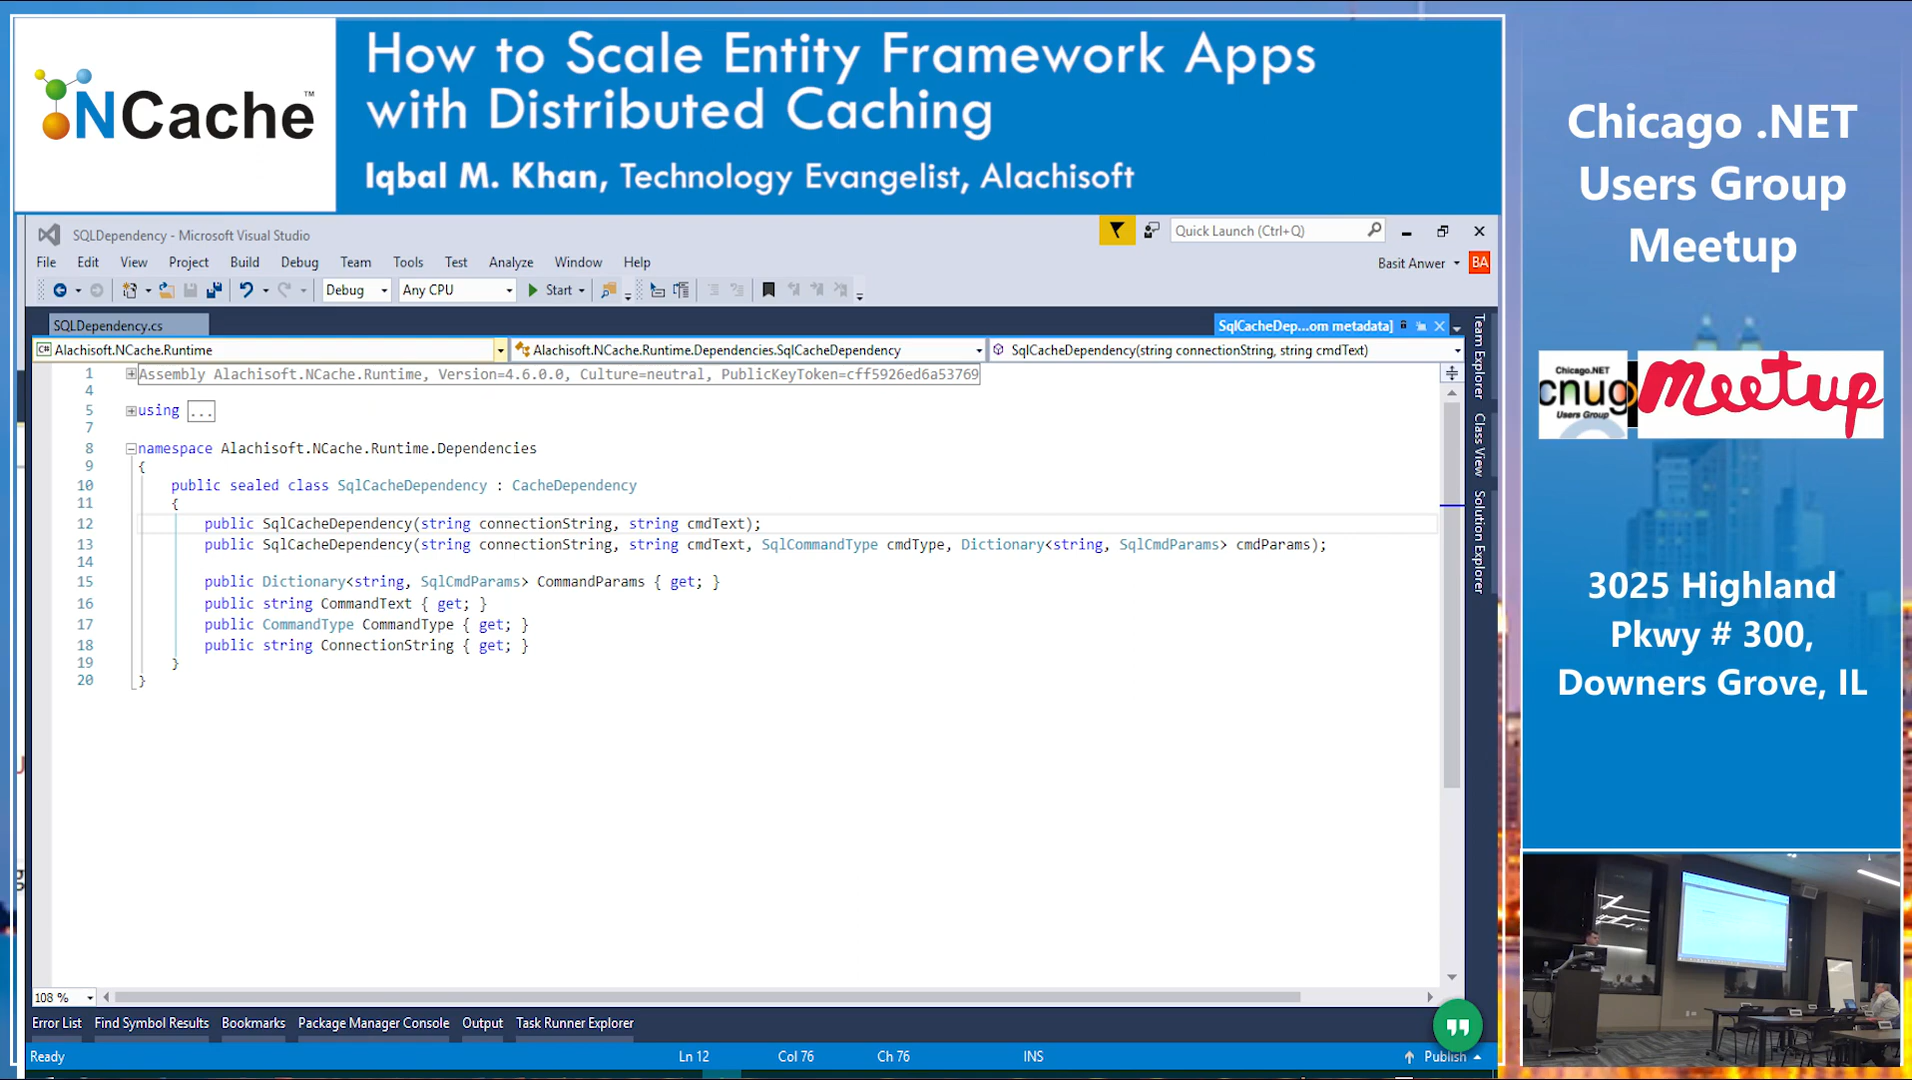 NCache™
How to Scale Entity Framework Apps
with Distributed Caching
Iqbal M. Khan, Technology Evangelist, Alachisoft
Chicago .NET
Users Group
Meetup
Chicago.NET
cnug
Users Group
meetup
3025 Highland
Pkwy # 300,
Downers Grove, IL
SQLDependency - Microsoft Visual Studio
Quick Launch (Ctrl+Q)
File Edit View Project Build Debug Team Tools Test Analyze Window Help
Basit Anwer BA
Debug Any CPU Start
SQLDependency.cs
SqlCacheDep...om metadata]
C# Alachisoft.NCache.Runtime
Alachisoft.NCache.Runtime.Dependencies.SqlCacheDependency
SqlCacheDependency(string connectionString, string cmdText)
1 Assembly Alachisoft.NCache.Runtime, Version=4.6.0.0, Culture=neutral, PublicKeyToken=cff5926ed6a53769
4
5 using ...
7
8 namespace Alachisoft.NCache.Runtime.Dependencies
9 {
10 public sealed class SqlCacheDependency : CacheDependency
11 {
12 public SqlCacheDependency(string connectionString, string cmdText);
13 public SqlCacheDependency(string connectionString, string cmdText, SqlCommandType cmdType, Dictionary<string, SqlCmdParams> cmdParams);
14
15 public Dictionary<string, SqlCmdParams> CommandParams { get; }
16 public string CommandText { get; }
17 public CommandType CommandType { get; }
18 public string ConnectionString { get; }
19 }
20 }
Team Explorer
Class View
Solution Explorer
108 %
Error List Find Symbol Results Bookmarks Package Manager Console Output Task Runner Explorer
Ready Ln 12 Col 76 Ch 76 INS Publish